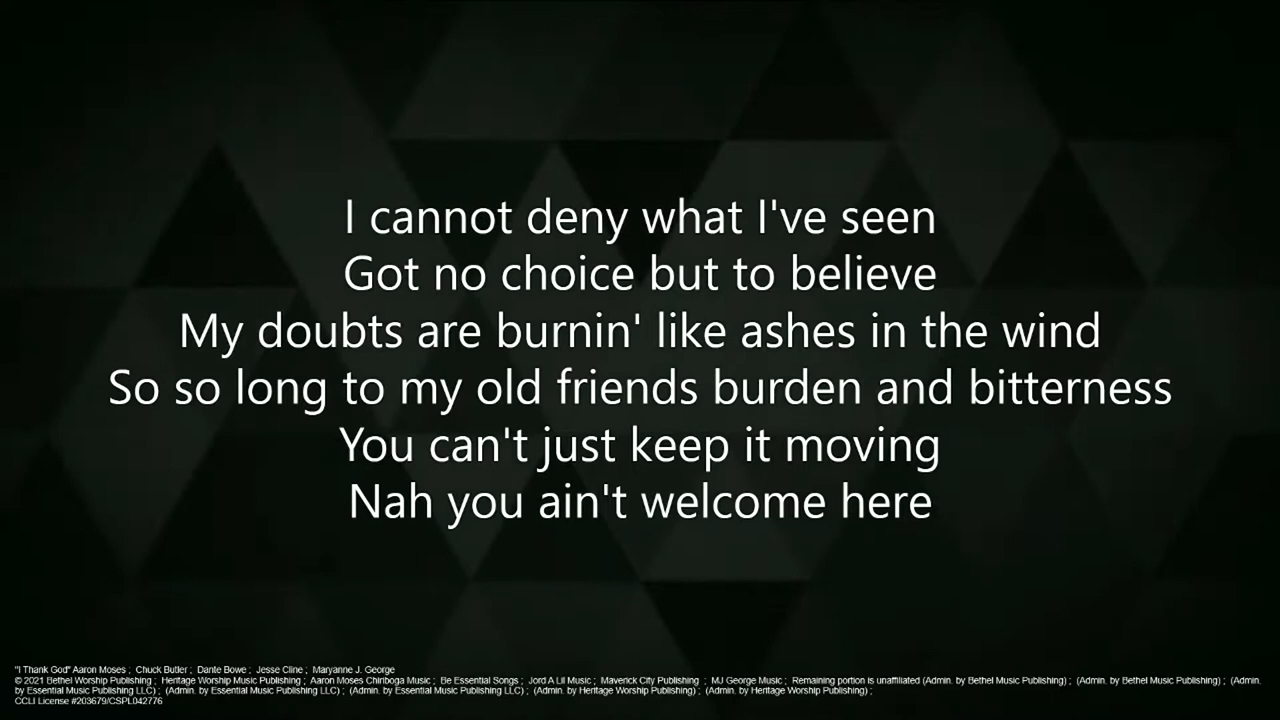 I cannot deny what I've seen
Got no choice but to believe
My doubts are burnin' like ashes in the wind
So so long to my old friends burden and bitterness
You can't just keep it moving
Nah you ain't welcome here
"I Thank God" Aaron Moses ; Chuck Butler ; Dante Bowe ; Jesse Cline ; Maryanne J. George
© 2021 Bethel Worship Publishing ; Heritage Worship Music Publishing ; Aaron Moses Chiriboga Music ; Be Essential Songs ; Jord A Lil Music ; Maverick City Publishing ; MJ George Music ; Remaining portion is unaffiliated (Admin. by Bethel Music Publishing) ; (Admin. by Bethel Music Publishing) ; (Admin.
by Essential Music Publishing LLC) ; (Admin. by Essential Music Publishing LLC) ; (Admin. by Essential Music Publishing LLC) ; (Admin. by Heritage Worship Publishing) ; (Admin. by Heritage Worship Publishing) ;
CCLI License #203679/CSPL042776